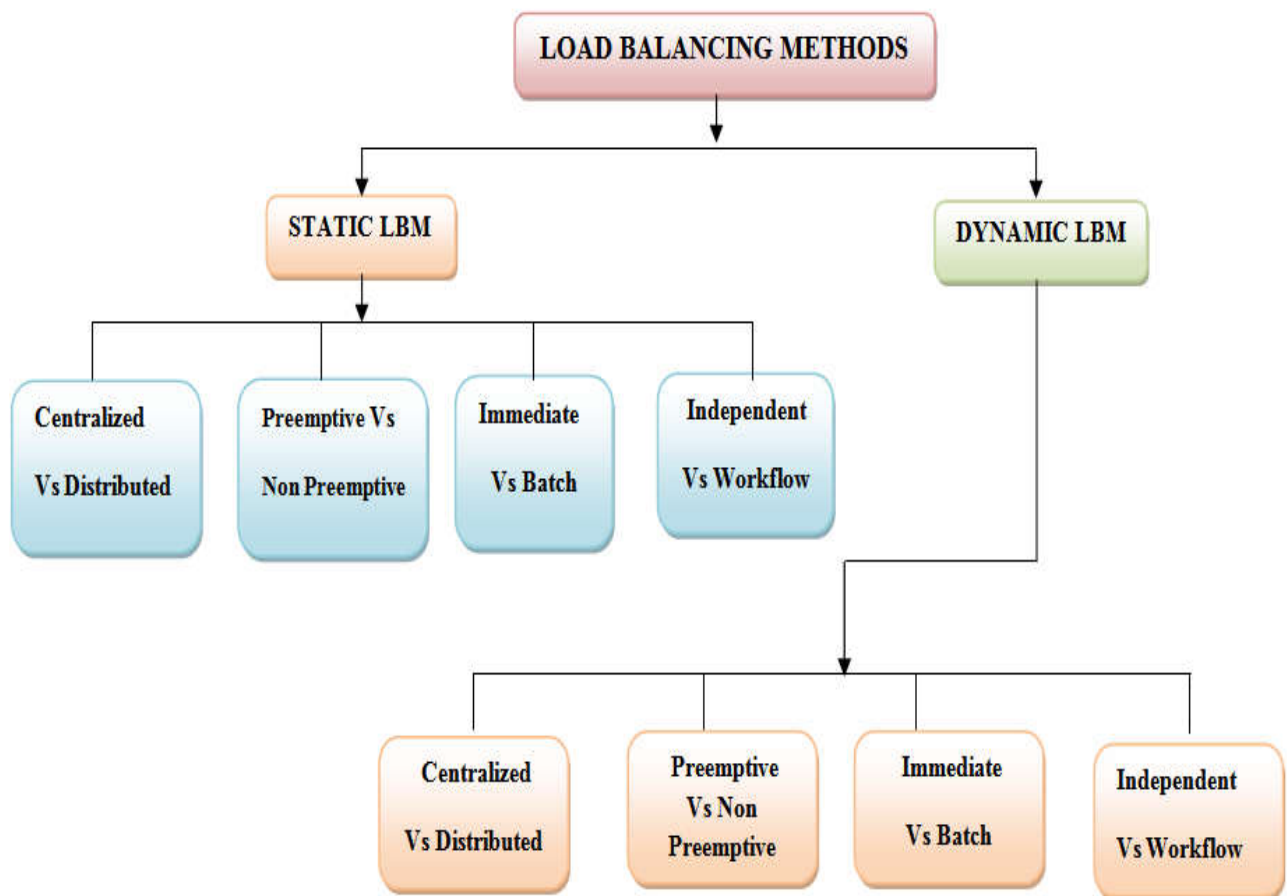 LOAD BALANCING METHODS
STATIC LBM
DYNAMIC LBM
Centralized
Vs Distributed
Preemptive Vs
Non Preemptive
Immediate
Vs Batch
Independent
Vs Workflow
Centralized
Vs Distributed
Preemptive
Vs Non
Preemptive
Immediate
Vs Batch
Independent
Vs Workflow